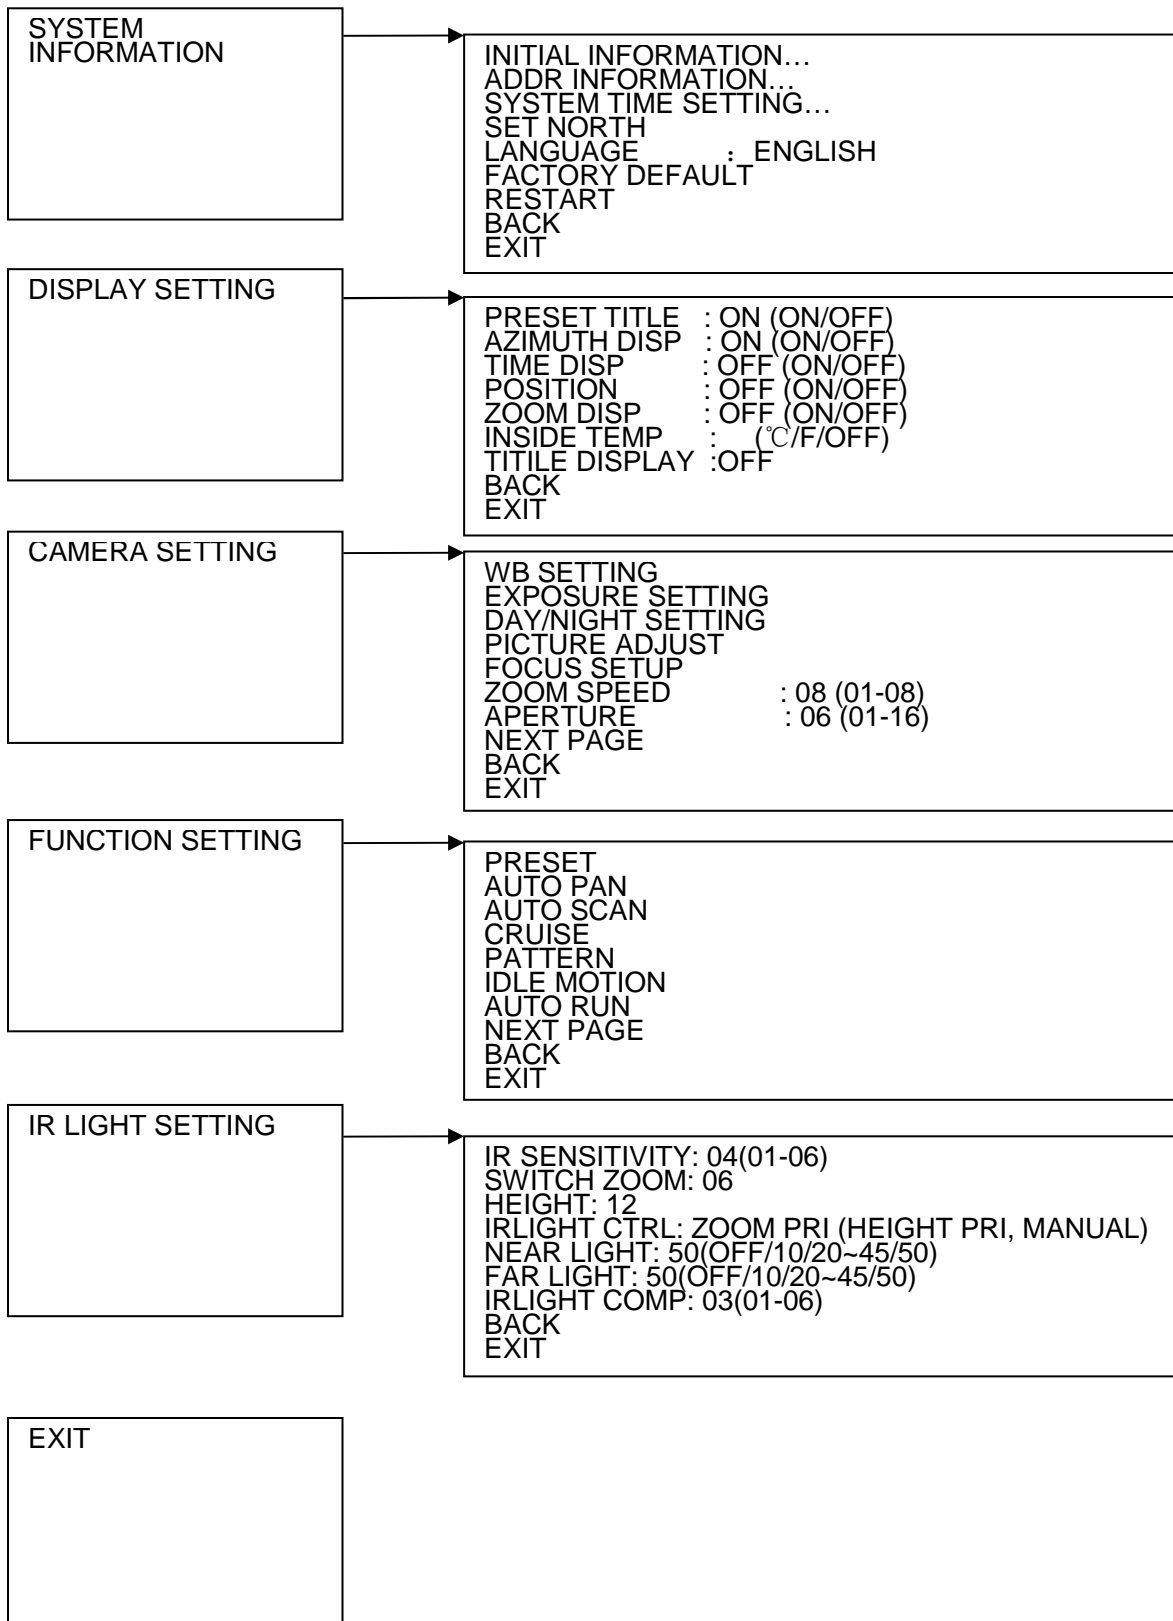 SYSTEM
INFORMATION
INITIAL INFORMATION…
ADDR INFORMATION…
SYSTEM TIME SETTING…
SET NORTH
LANGUAGE ：ENGLISH
FACTORY DEFAULT
RESTART
BACK
EXIT
DISPLAY SETTING
PRESET TITLE : ON (ON/OFF)
AZIMUTH DISP : ON (ON/OFF)
TIME DISP : OFF (ON/OFF)
POSITION : OFF (ON/OFF)
ZOOM DISP : OFF (ON/OFF)
INSIDE TEMP : (℃/F/OFF)
TITILE DISPLAY :OFF
BACK
EXIT
CAMERA SETTING
WB SETTING
EXPOSURE SETTING
DAY/NIGHT SETTING
PICTURE ADJUST
FOCUS SETUP
ZOOM SPEED : 08 (01-08)
APERTURE : 06 (01-16)
NEXT PAGE
BACK
EXIT
FUNCTION SETTING
PRESET
AUTO PAN
AUTO SCAN
CRUISE
PATTERN
IDLE MOTION
AUTO RUN
NEXT PAGE
BACK
EXIT
IR LIGHT SETTING
IR SENSITIVITY: 04(01-06)
SWITCH ZOOM: 06
HEIGHT: 12
IRLIGHT CTRL: ZOOM PRI (HEIGHT PRI, MANUAL)
NEAR LIGHT: 50(OFF/10/20~45/50)
FAR LIGHT: 50(OFF/10/20~45/50)
IRLIGHT COMP: 03(01-06)
BACK
EXIT
EXIT